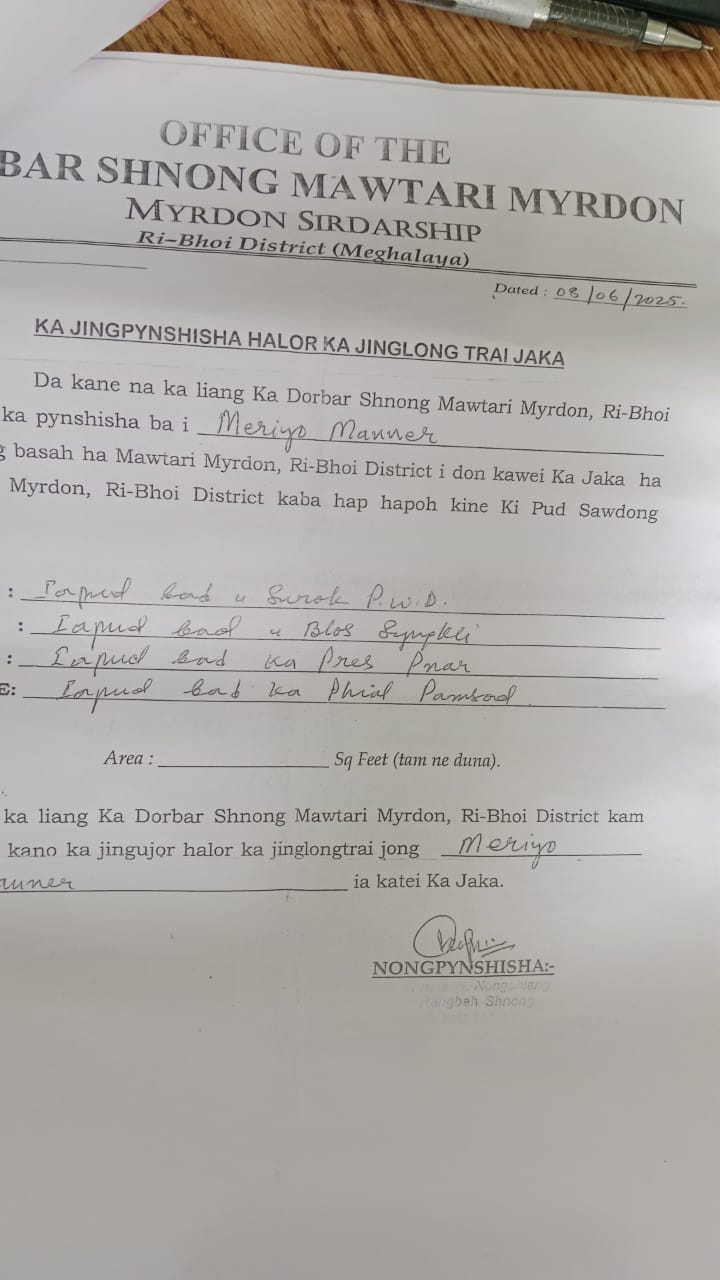 OFFICE OF THE
BAR SHNONG MAWTARI MYRDON
MYRDON SIRDARSHIP
Ri–Bhoi District (Meghalaya)
Dated : 08/06/2025.
KA JINGPYNSHISHA HALOR KA JINGLONG TRAI JAKA
Da kane na ka liang Ka Dorbar Shnong Mawtari Myrdon, Ri-Bhoi
ka pynshisha ba i Meriyo Manner
g basah ha Mawtari Myrdon, Ri-Bhoi District i don kawei Ka Jaka ha
Myrdon, Ri-Bhoi District kaba hap hapoh kine Ki Pud Sawdong
: Iapud bad u Surok P.W.D.
: Iapud bad u Blos Sympli
: Iapud bad ka Pres Pnar
E: Iapud bad ka Phial Pambad
Area : Sq Feet (tam ne duna).
ka liang Ka Dorbar Shnong Mawtari Myrdon, Ri-Bhoi District kam
kano ka jingujor halor ka jinglongtrai jong Meriyo
anner ia katei Ka Jaka.
NONGPYNSHISHA:-
tangbah Shnong